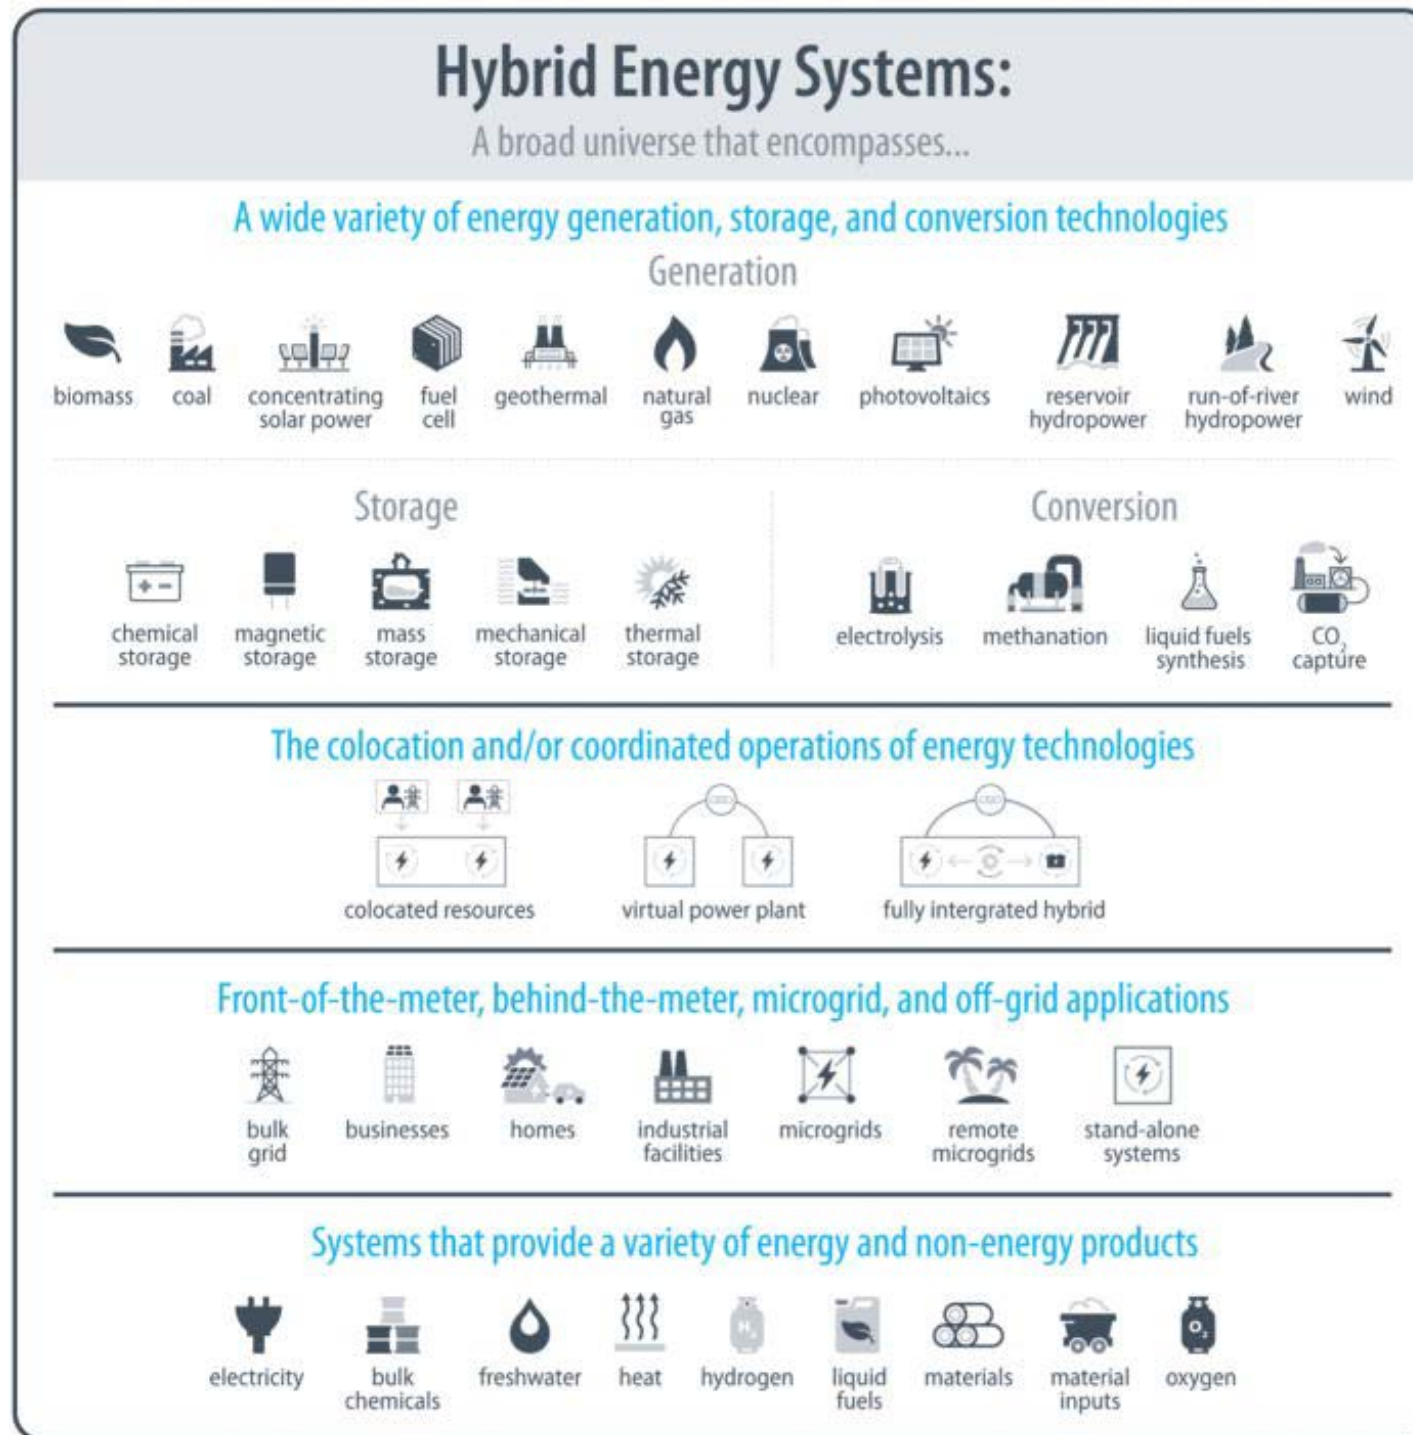 Hybrid Energy Systems:
A broad universe that encompasses...
A wide variety of energy generation, storage, and conversion technologies
Generation
biomass
coal
concentrating
solar power
fuel
cell
geothermal
natural
gas
nuclear
photovoltaics
reservoir
hydropower
run-of-river
hydropower
wind
Storage
chemical
storage
magnetic
storage
mass
storage
mechanical
storage
thermal
storage
Conversion
electrolysis
methanation
liquid fuels
synthesis
CO₂
capture
The colocation and/or coordinated operations of energy technologies
colocated resources
virtual power plant
fully intergrated hybrid
Front-of-the-meter, behind-the-meter, microgrid, and off-grid applications
bulk
grid
businesses
homes
industrial
facilities
microgrids
remote
microgrids
stand-alone
systems
Systems that provide a variety of energy and non-energy products
electricity
bulk
chemicals
freshwater
heat
H₂
hydrogen
liquid
fuels
materials
material
inputs
O₂
oxygen